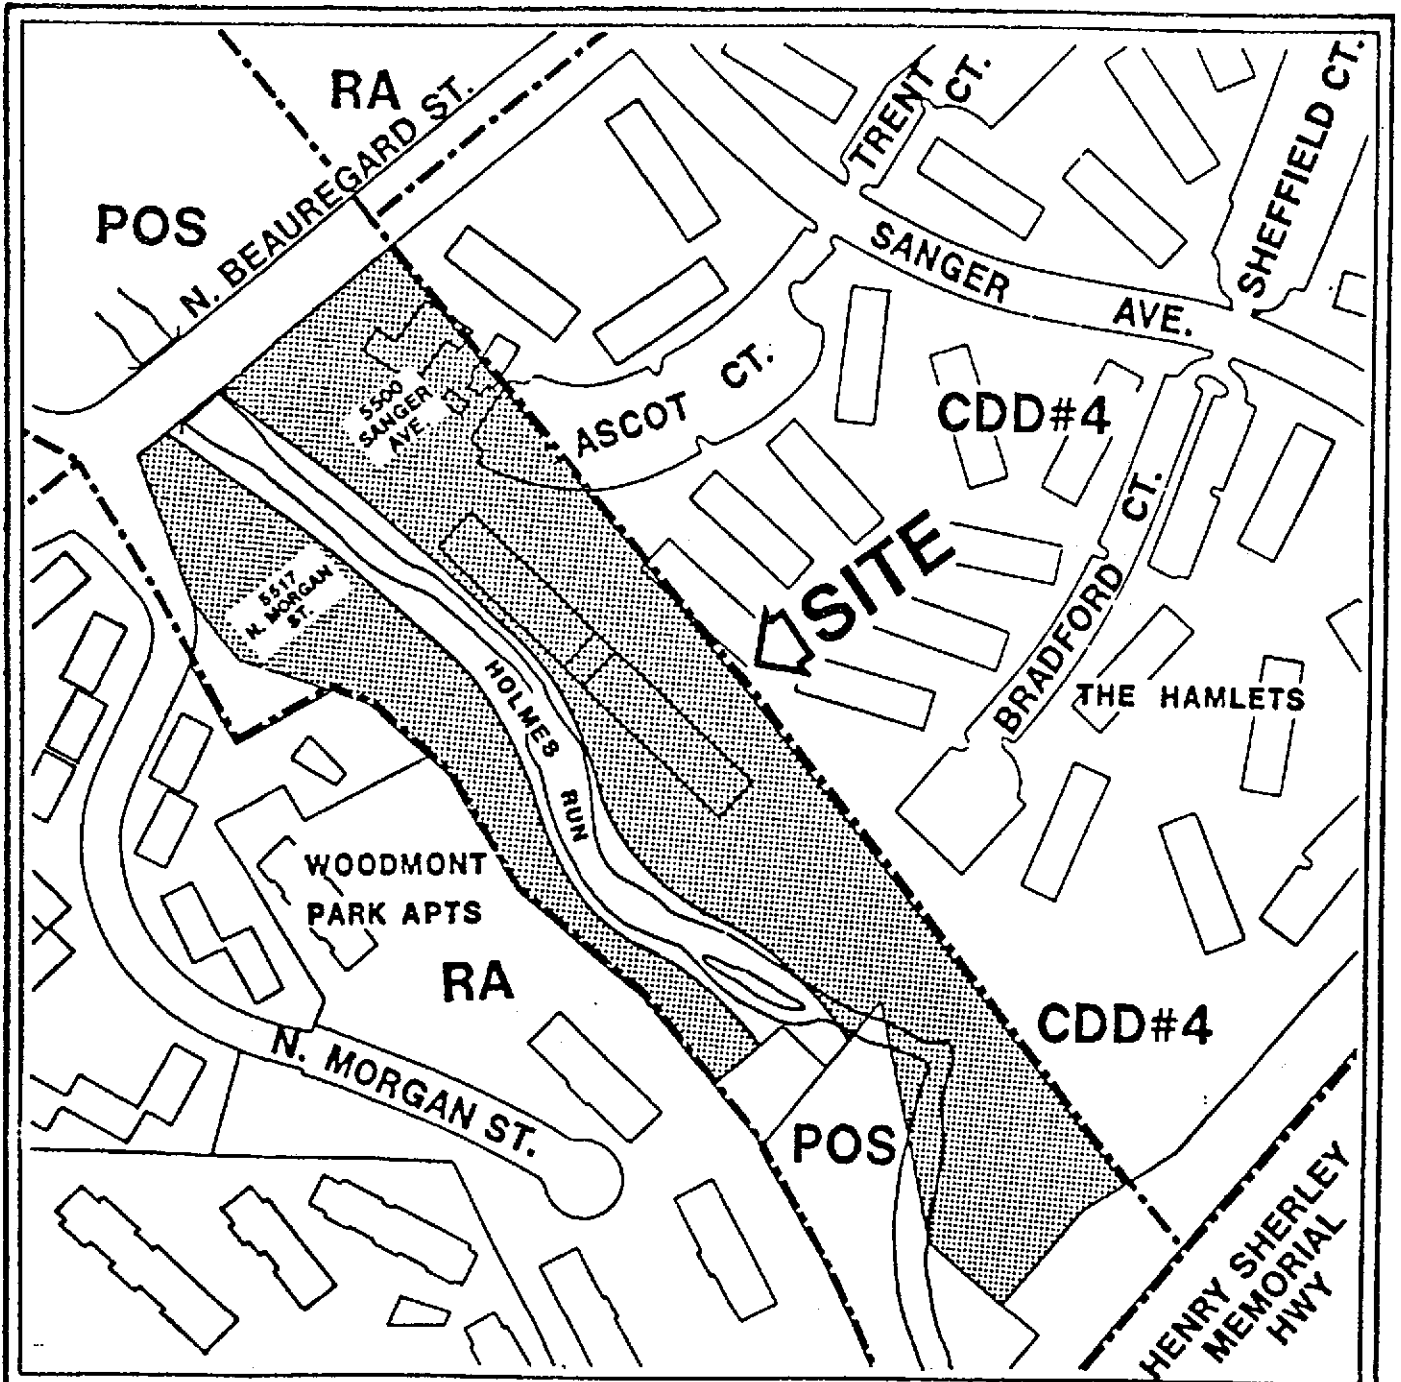 RA
N. BEAUREGARD ST.
POS
TRENT
CT.
SHEFFIELD CT.
SANGER
AVE.
5500
SANGER
AVE.
ASCOT CT.
CDD#4
SITE
BRADFORD CT.
5517
N. MORGAN
ST.
HOLMES
RUN
THE HAMLETS
WOODMONT
PARK APTS
RA
CDD#4
N. MORGAN ST.
POS
HENRY SHERLEY
MEMORIAL
HWY